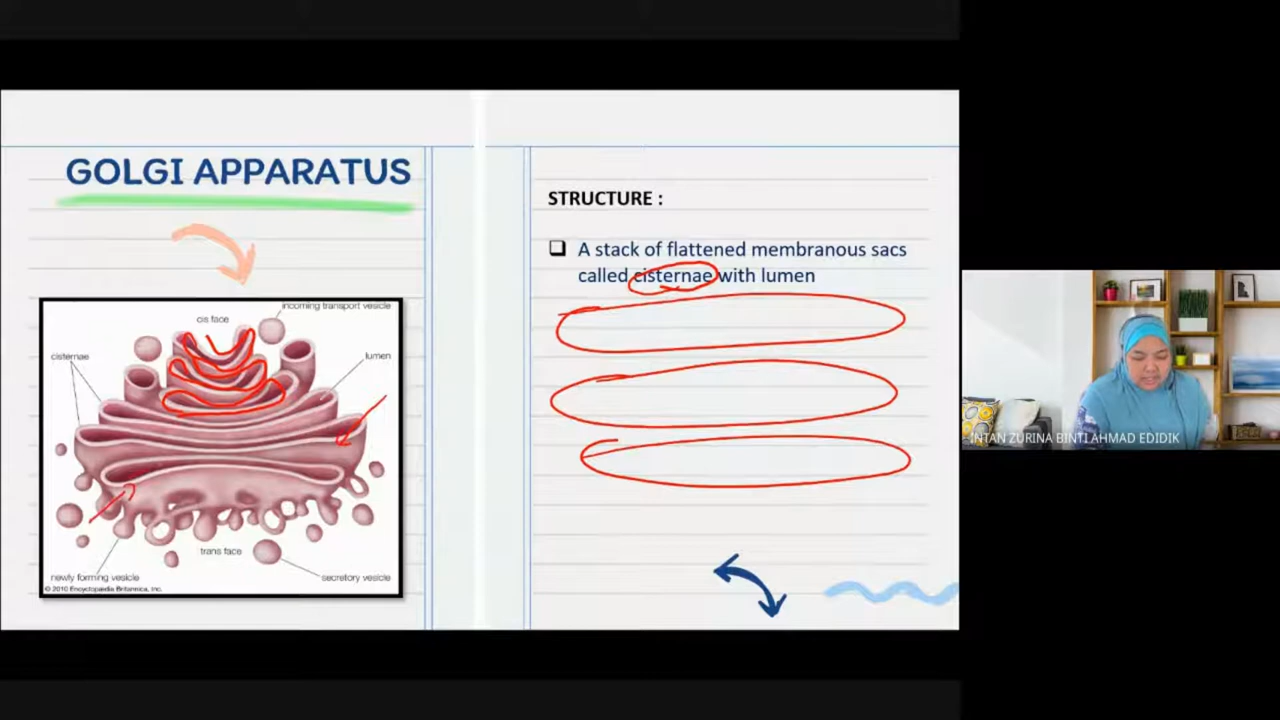 GOLGI APPARATUS
incoming transport vesicle
cis face
cisternae
lumen
trans face
newly forming vesicle
secretory vesicle
© 2010 Encyclopædia Britannica, Inc.
STRUCTURE :
A stack of flattened membranous sacs
called cisternae with lumen
INTAN ZURINA BINTI AHMAD EDIDIK